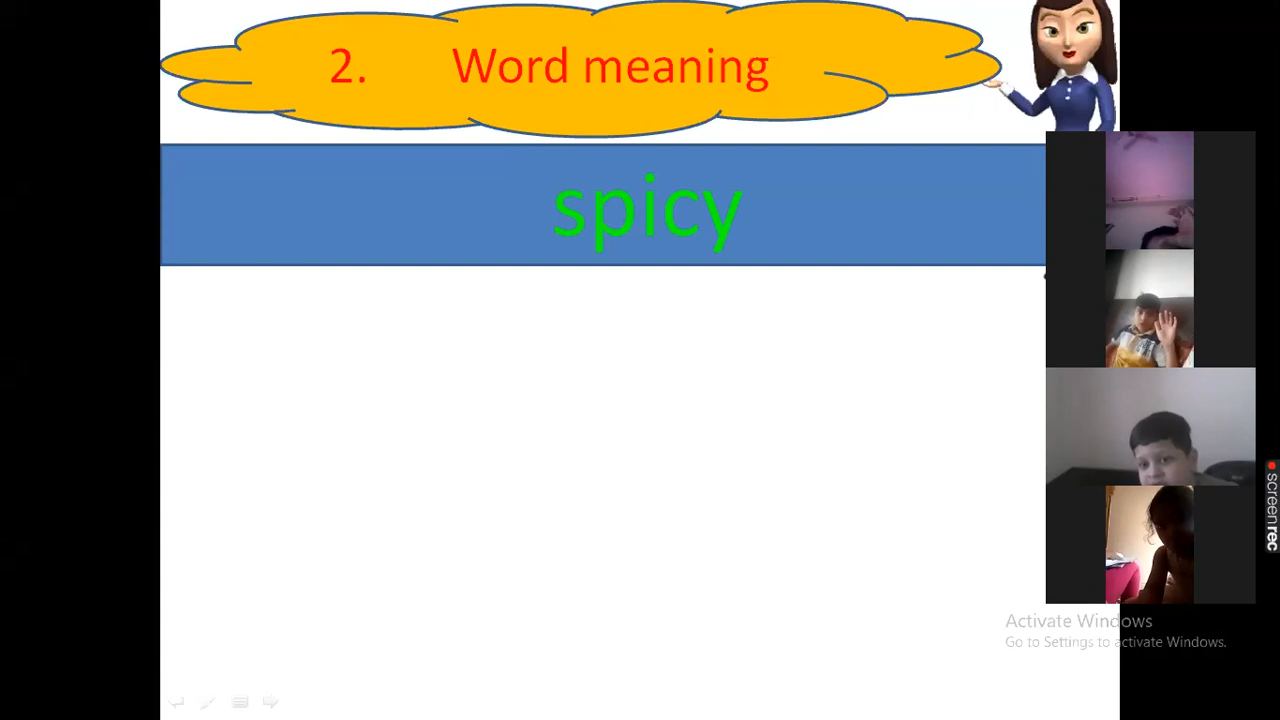 2. Word meaning
spicy
screenrec
Activate Windows
Go to Settings to activate Windows.